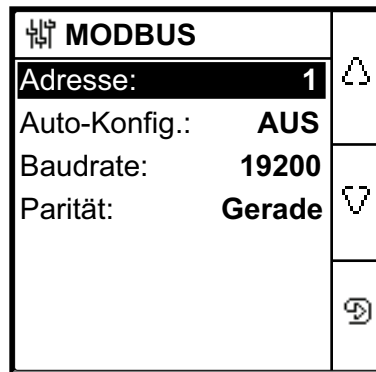 MODBUS
Adresse: 1
Auto-Konfig.: AUS
Baudrate: 19200
Parität: Gerade